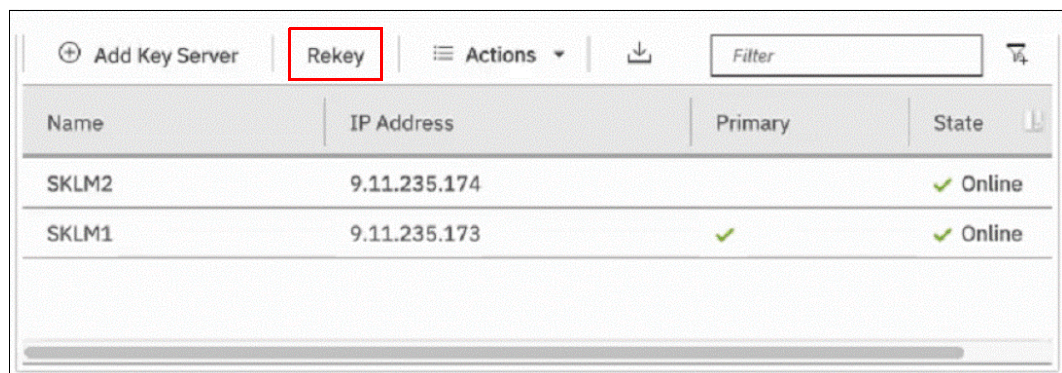 Add Key Server Rekey Actions Filter
Name IP Address Primary State
SKLM2 9.11.235.174 Online
SKLM1 9.11.235.173 Online